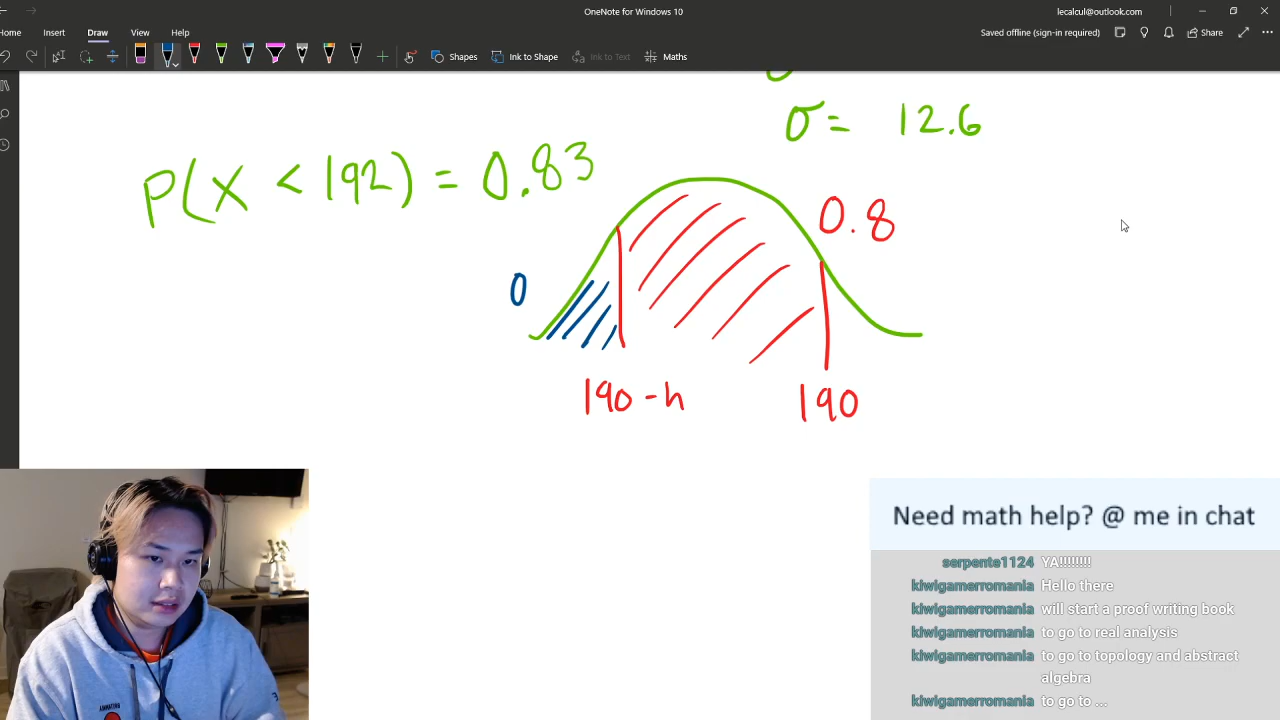 OneNote for Windows 10
lecalcul@outlook.com
Home Insert Draw View Help
Saved offline (sign-in required)
Share
Shapes
Ink to Shape
Ink to Text
Maths
σ = 12.6
P(X < 192) = 0.83
0.8
0
190 - h
190
Need math help? @ me in chat
serpente1124 YA!!!!!!!!
kiwigamerromania Hello there
kiwigamerromania will start a proof writing book
kiwigamerromania to go to real analysis
kiwigamerromania to go to topology and abstract
algebra
kiwigamerromania to go to ...